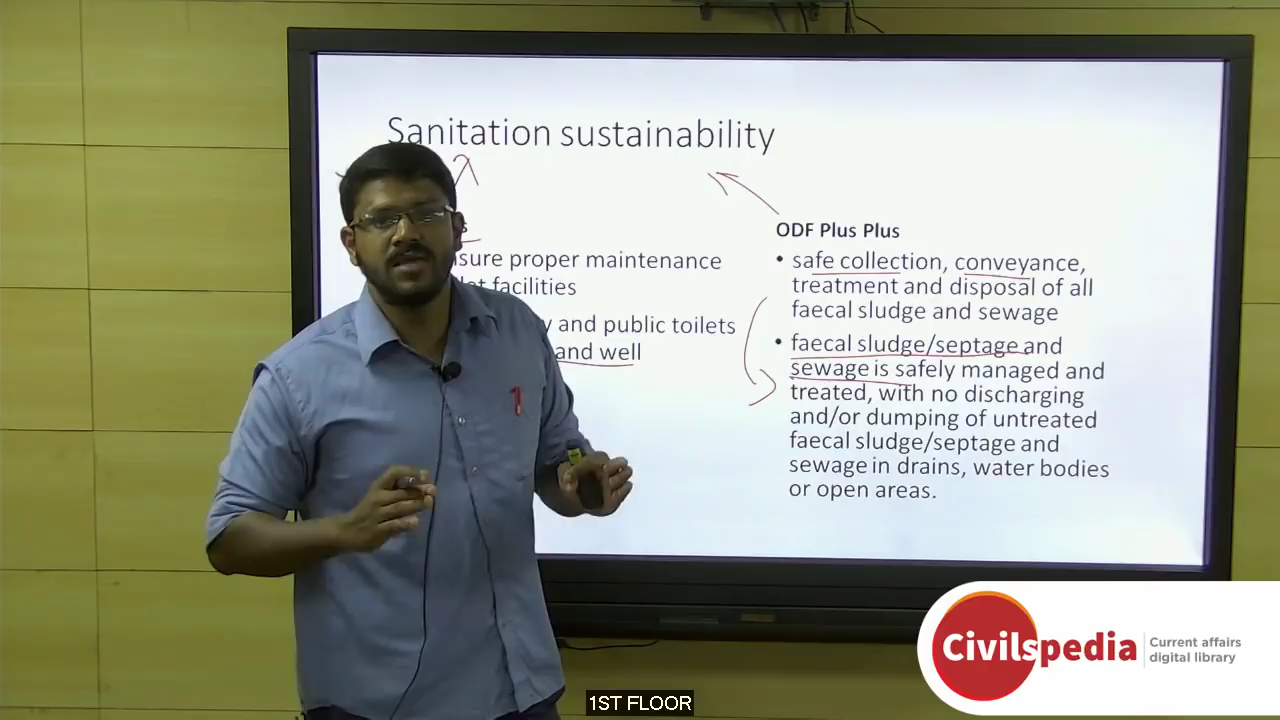 Sanitation sustainability
proper maintenance
facilities
and public toilets
and well
ODF Plus Plus
• safe collection, conveyance,
treatment and disposal of all
faecal sludge and sewage
• faecal sludge/septage and
sewage is safely managed and
treated, with no discharging
and/or dumping of untreated
faecal sludge/septage and
sewage in drains, water bodies
or open areas.
Civilspedia
Current affairs
digital library
1ST FLOOR